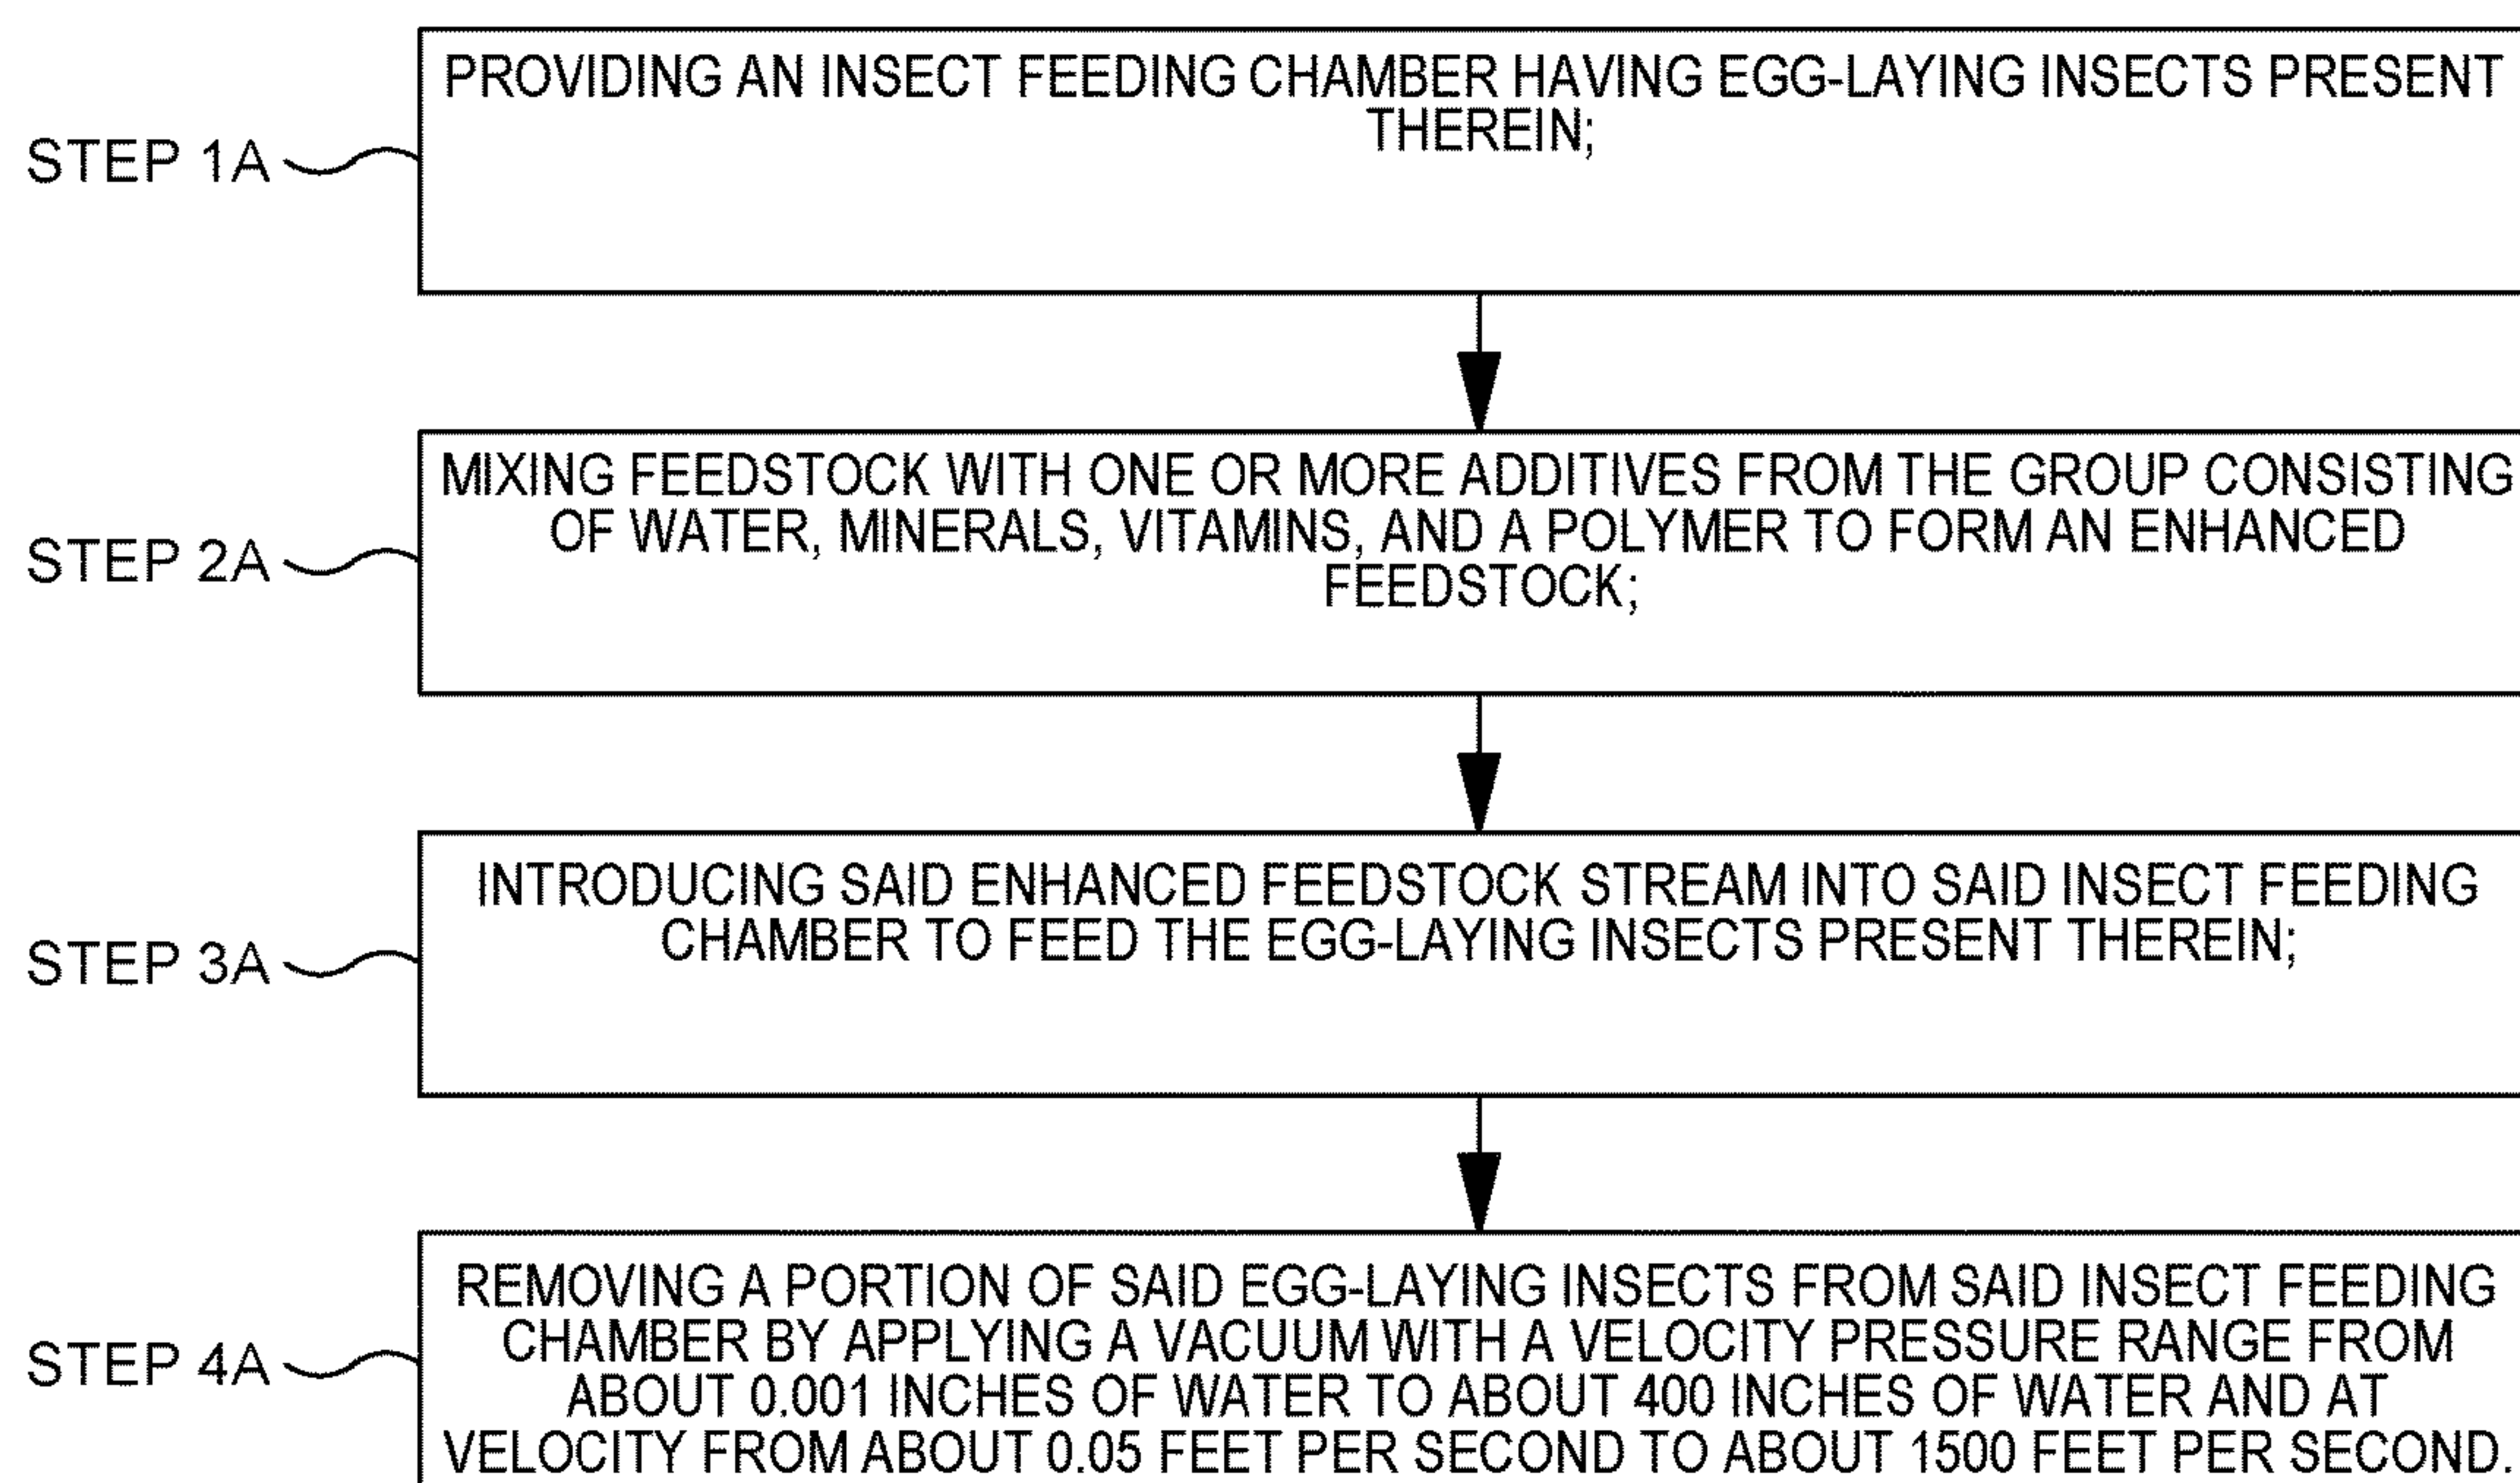 PROVIDING AN INSECT FEEDING CHAMBER HAVING EGG-LAYING INSECTS PRESENT
THEREIN;
STEP 1A
MIXING FEEDSTOCK WITH ONE OR MORE ADDITIVES FROM THE GROUP CONSISTING
OF WATER, MINERALS, VITAMINS, AND A POLYMER TO FORM AN ENHANCED
FEEDSTOCK;
STEP 2A
INTRODUCING SAID ENHANCED FEEDSTOCK STREAM INTO SAID INSECT FEEDING
CHAMBER TO FEED THE EGG-LAYING INSECTS PRESENT THEREIN;
STEP 3A
REMOVING A PORTION OF SAID EGG-LAYING INSECTS FROM SAID INSECT FEEDING
CHAMBER BY APPLYING A VACUUM WITH A VELOCITY PRESSURE RANGE FROM
ABOUT 0.001 INCHES OF WATER TO ABOUT 400 INCHES OF WATER AND AT
VELOCITY FROM ABOUT 0.05 FEET PER SECOND TO ABOUT 1500 FEET PER SECOND.
STEP 4A